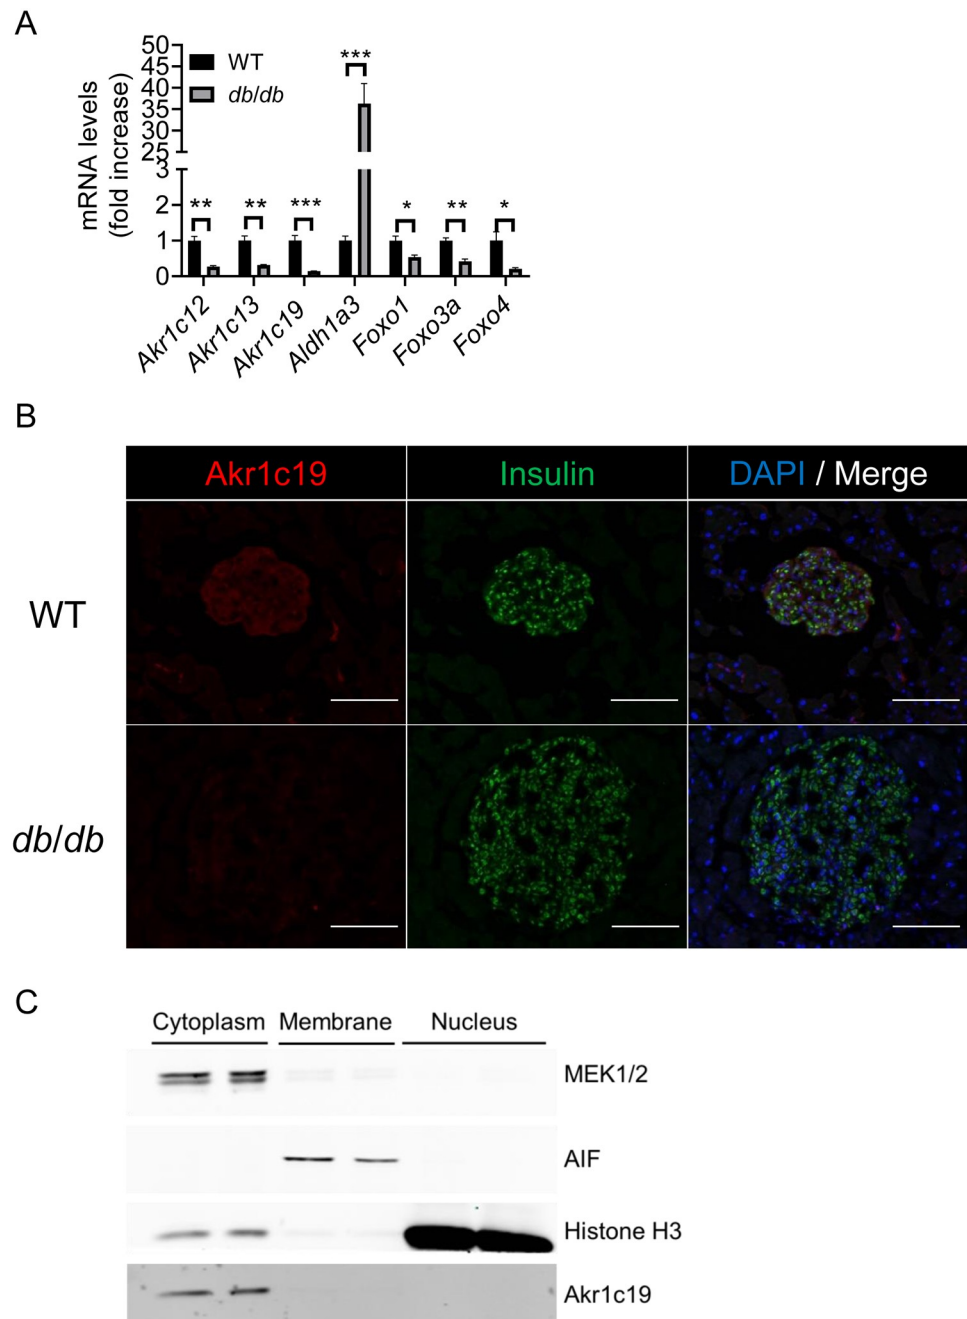 A
mRNA levels
(fold increase)
50
45
40
35
30
25
3
2
1
0
WT
db/db
** ** *** *** * ** *
Akr1c12 Akr1c13 Akr1c19 Aldh1a3 Foxo1 Foxo3a Foxo4
B
Akr1c19 Insulin DAPI / Merge
WT
db/db
C
Cytoplasm Membrane Nucleus
MEK1/2
AIF
Histone H3
Akr1c19